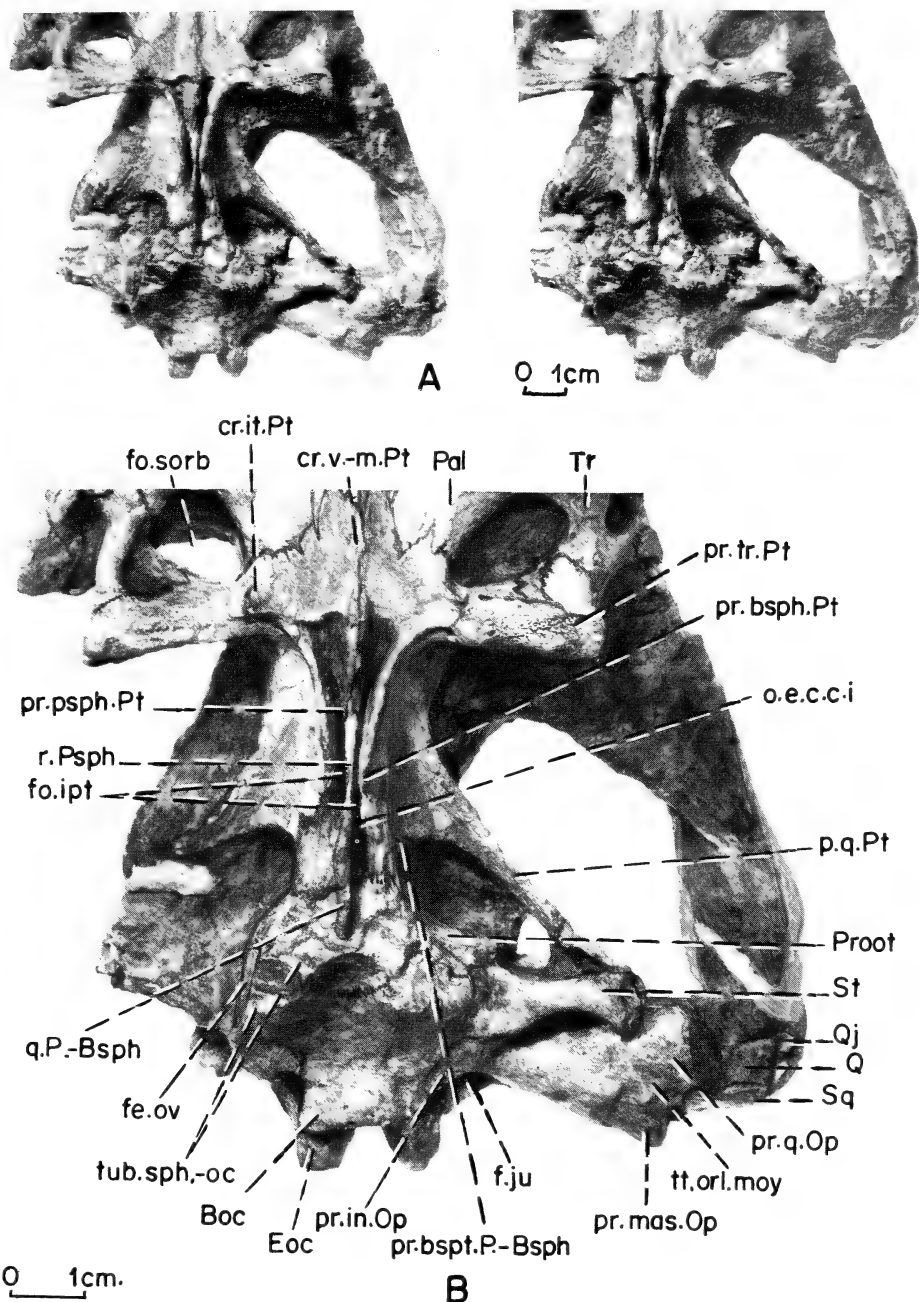 A
0 1cm
cr.it.Pt
fo.sorb
cr.v.-m.Pt
Pal
Tr
pr.tr.Pt
pr.bsph.Pt
o.e.c.c.i
pr.psph.Pt
r.Psph
fo.ipt
p.q.Pt
Proot
St
Qj
Q
Sq
q.P.-Bsph
fe.ov
tub.sph.-oc
Boc
Eoc
pr.in.Op
f.ju
pr.bspt.P.-Bsph
pr.mas.Op
tt.orl.moy
pr.q.Op
0 1cm.
B